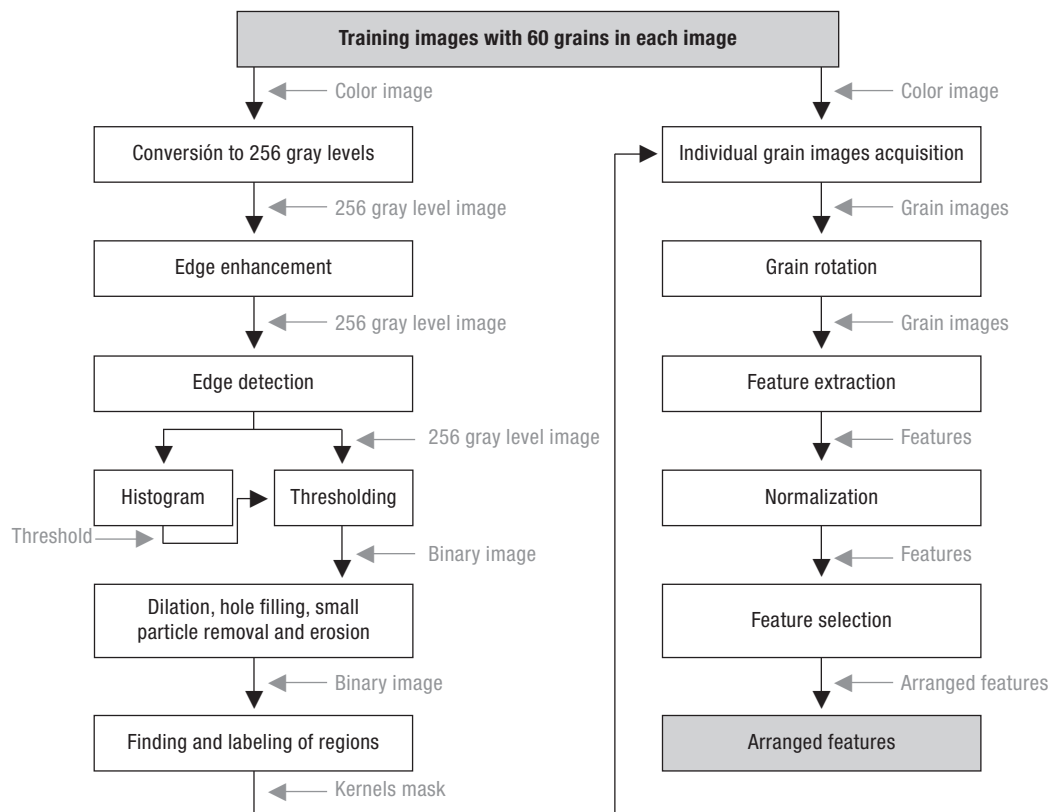 Training images with 60 grains in each image
Color image
Conversión to 256 gray levels
256 gray level image
Edge enhancement
256 gray level image
Edge detection
256 gray level image
Histogram
Thresholding
Threshold
Binary image
Dilation, hole filling, small
particle removal and erosion
Binary image
Finding and labeling of regions
Kernels mask
Color image
Individual grain images acquisition
Grain images
Grain rotation
Grain images
Feature extraction
Features
Normalization
Features
Feature selection
Arranged features
Arranged features